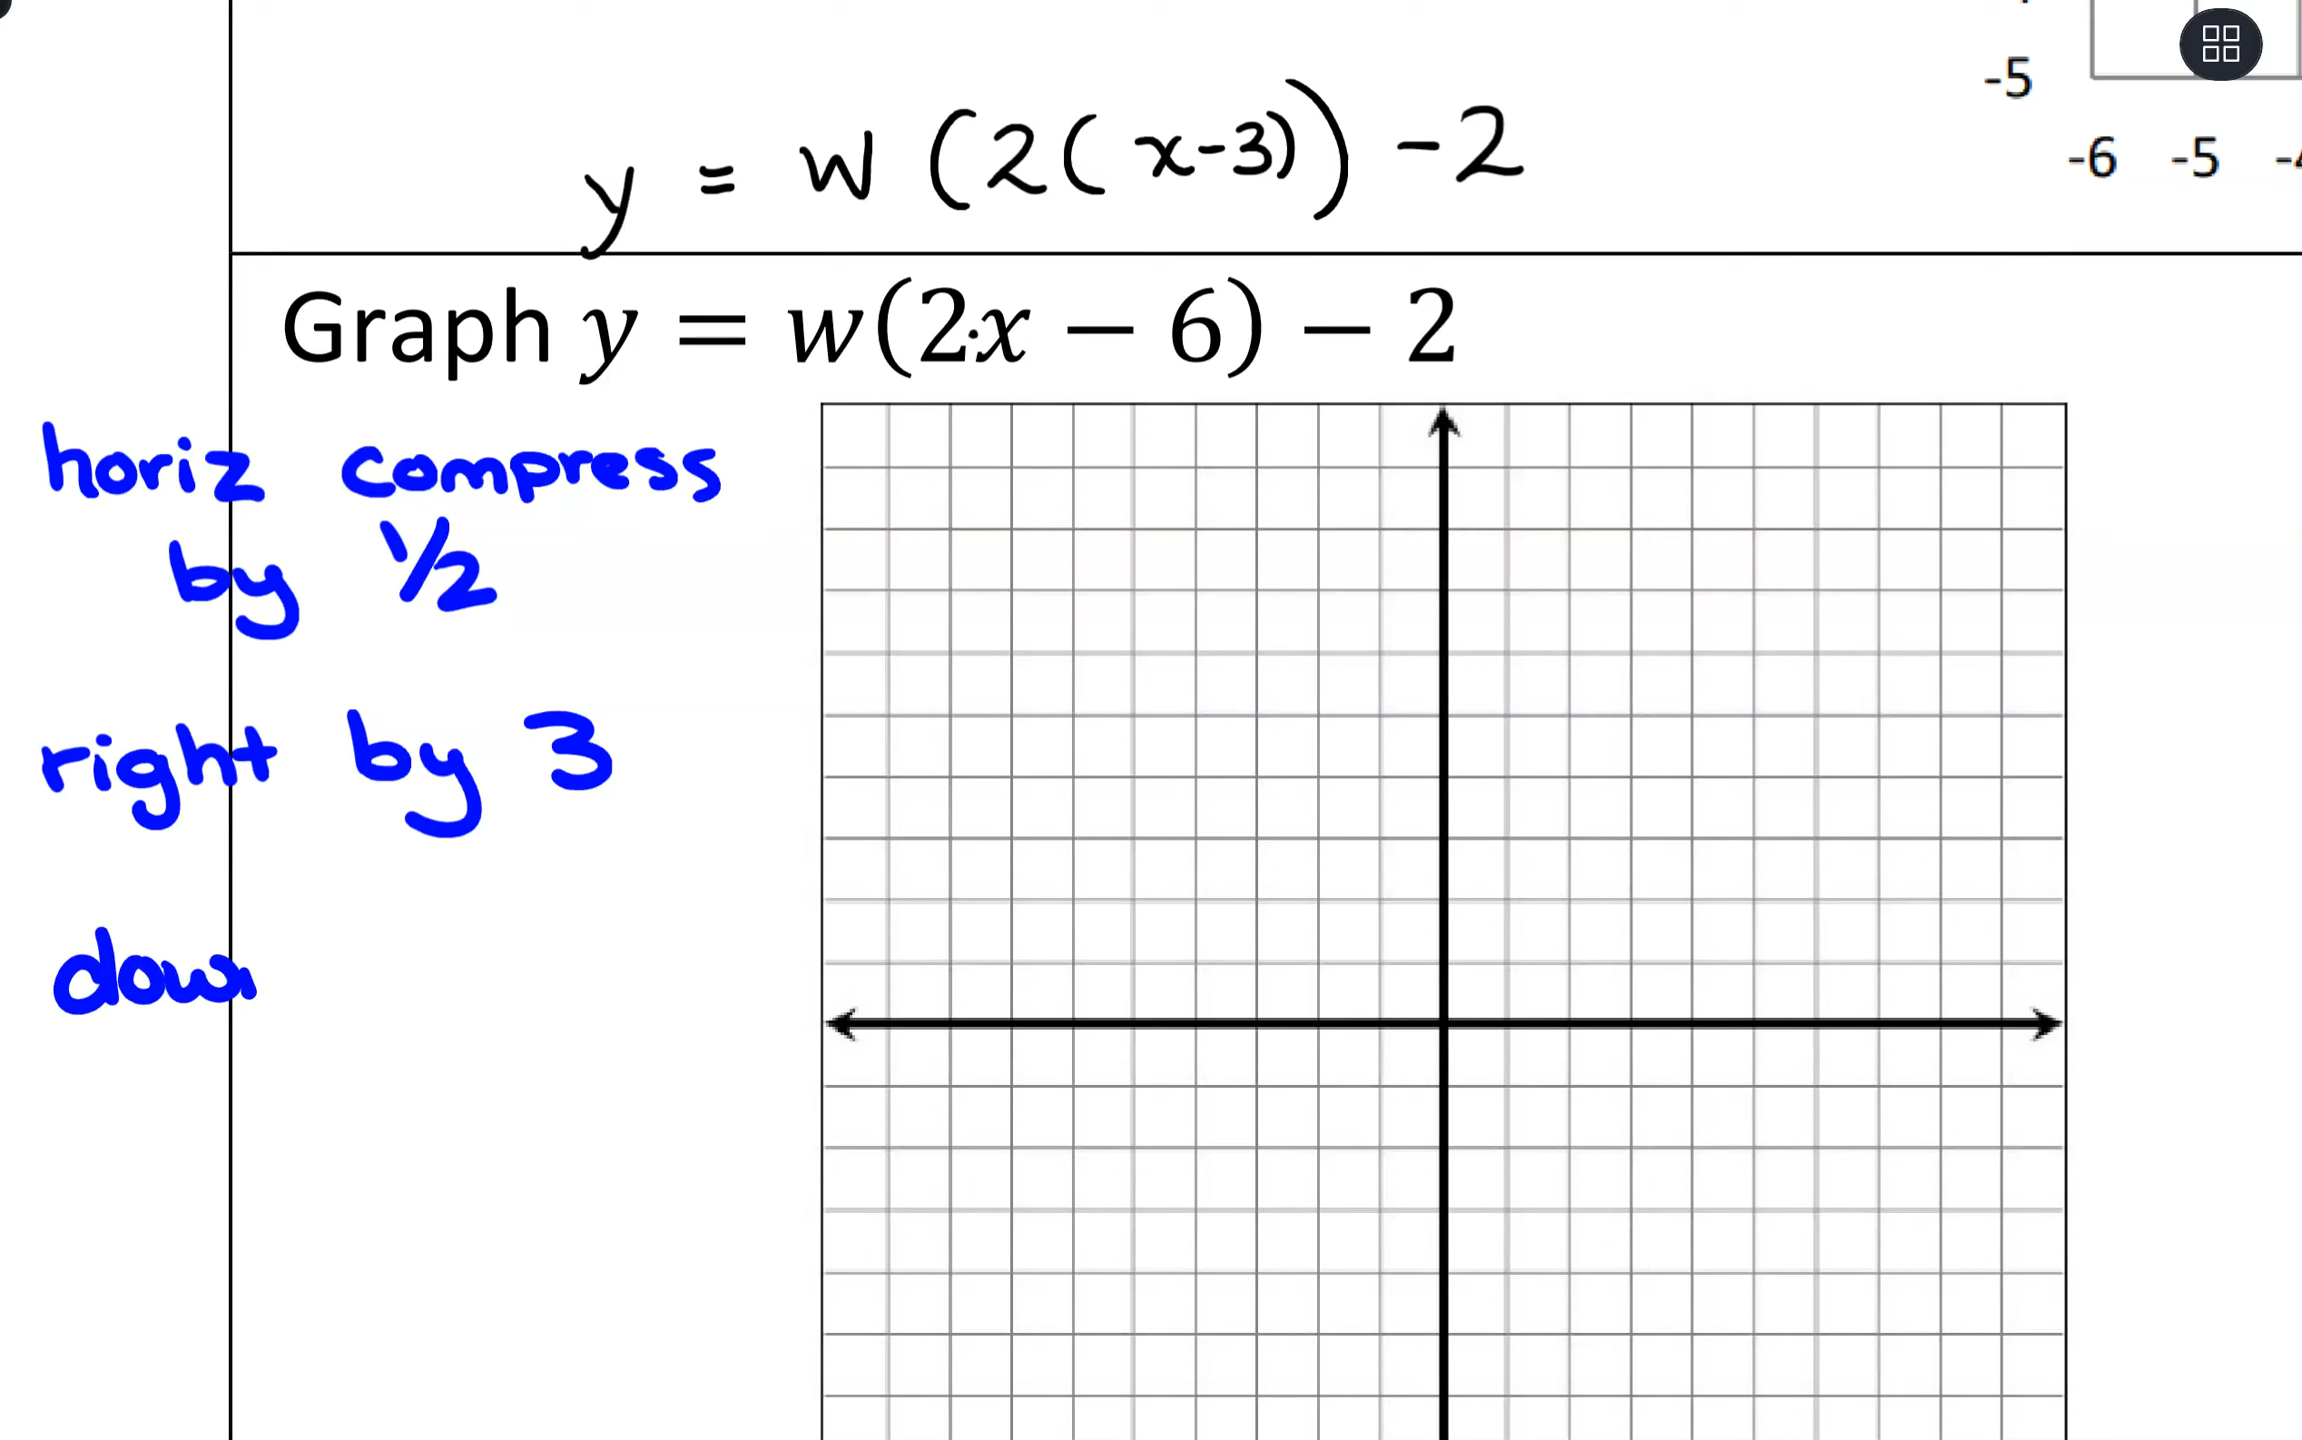 -5
y = w (2(x-3)) -2
-6 -5
Graph y = w(2x − 6) − 2
horiz compress
by 1/2
right by 3
dow